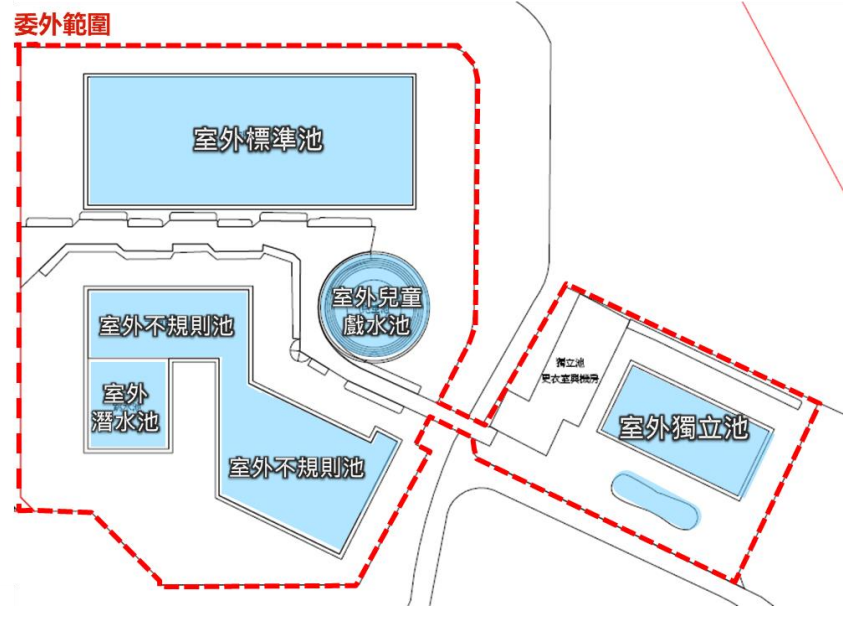 委外範圍
室外標準池
室外兒童
戲水池
室外不規則池
獨立池
更衣室與機房
室外
潛水池
室外獨立池
室外不規則池